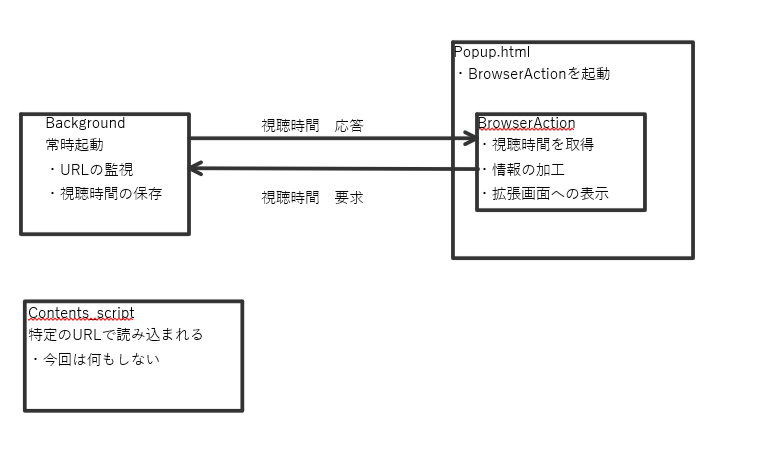 Popup.html
・BrowserActionを起動
Background
常時起動
・URLの監視
・視聴時間の保存
視聴時間　応答
視聴時間　要求
BrowserAction
・視聴時間を取得
・情報の加工
・拡張画面への表示
Contents_script
特定のURLで読み込まれる
・今回は何もしない